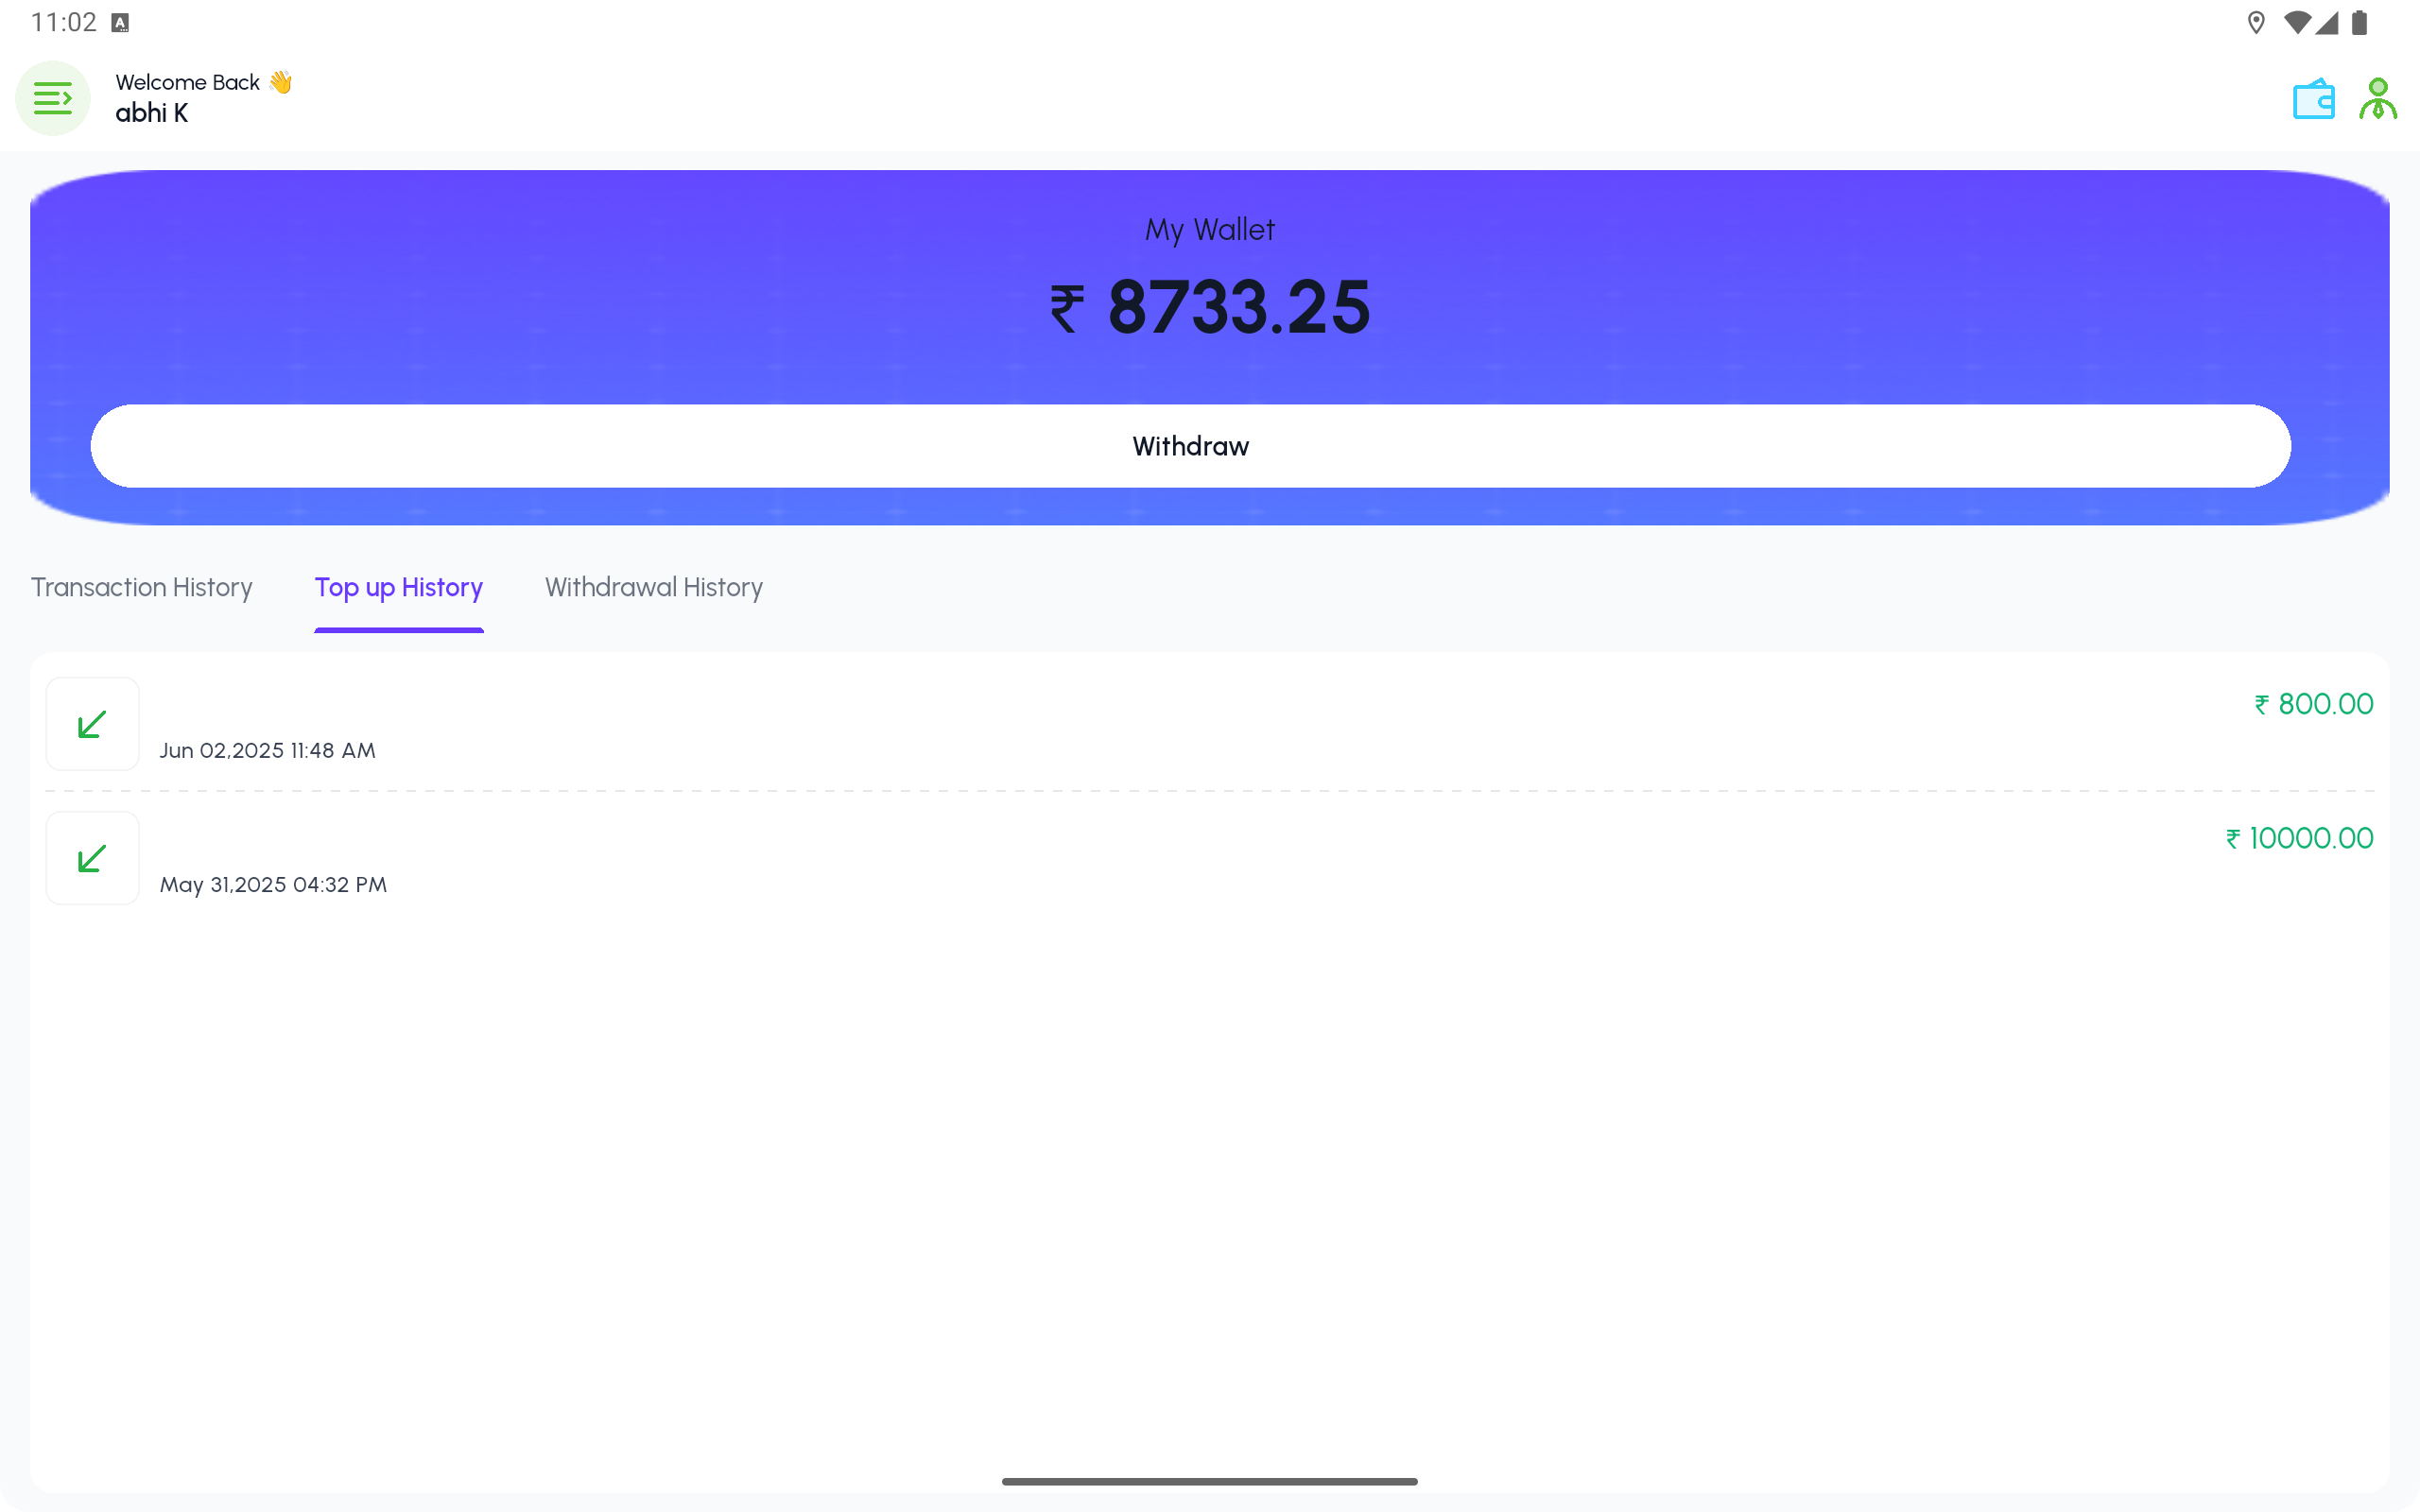 11:02
Welcome Back 👋
abhi K
My Wallet
₹ 8733.25
Withdraw
Transaction History
Top up History
Withdrawal History
₹ 800.00
Jun 02,2025 11:48 AM
₹ 10000.00
May 31,2025 04:32 PM